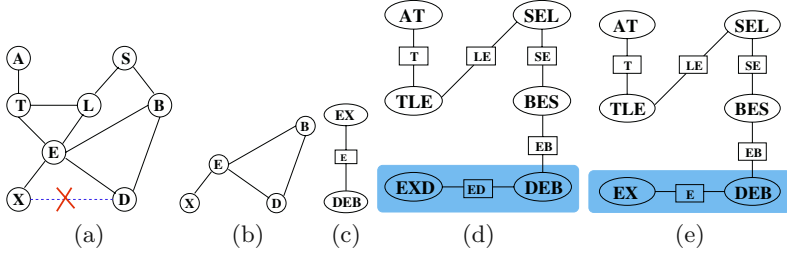 A
S
T
L
B
E
X
D
(a)
B
E
X
D
(b)
EX
E
DEB
(c)
AT
SEL
T
LE
SE
TLE
BES
EB
EXD
ED
DEB
(d)
AT
SEL
T
LE
SE
TLE
BES
EB
EX
E
DEB
(e)